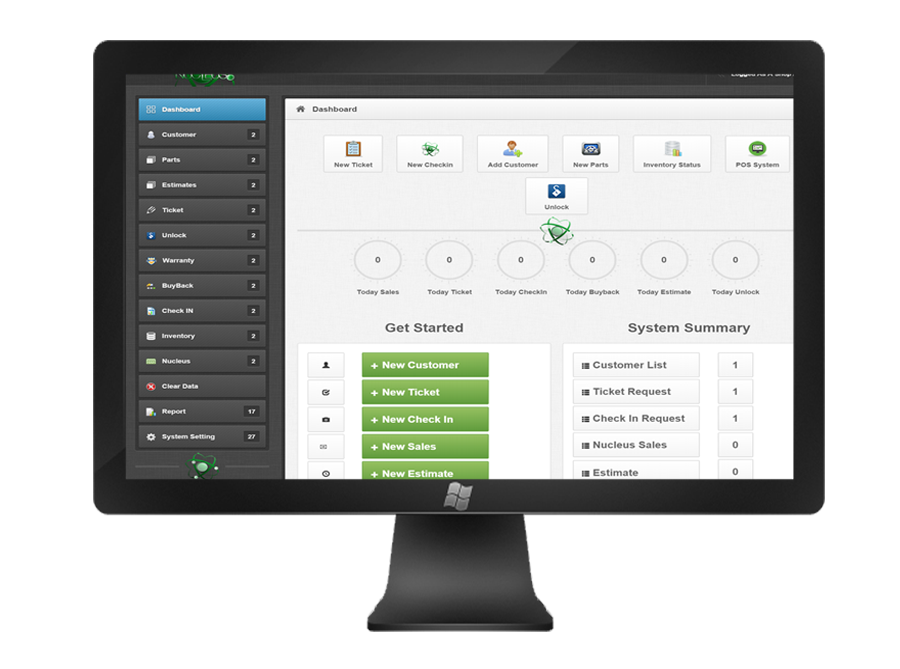 Dashboard
Customer 2
Parts 2
Estimates 2
Ticket 2
Unlock 2
Warranty 2
BuyBack 2
Check IN 2
Inventory 2
Nucleus 2
Clear Data
Report 17
System Setting 27
Logged As A Shop
Dashboard
New Ticket New Checkin Add Customer New Parts Inventory Status POS System
Unlock
0 0 0 0 0 0
Today Sales Today Ticket Today CheckIn Today Buyback Today Estimate Today Unlock
Get Started
+ New Customer
+ New Ticket
+ New Check In
+ New Sales
+ New Estimate
System Summary
Customer List 1
Ticket Request 1
Check In Request 1
Nucleus Sales 0
Estimate 0